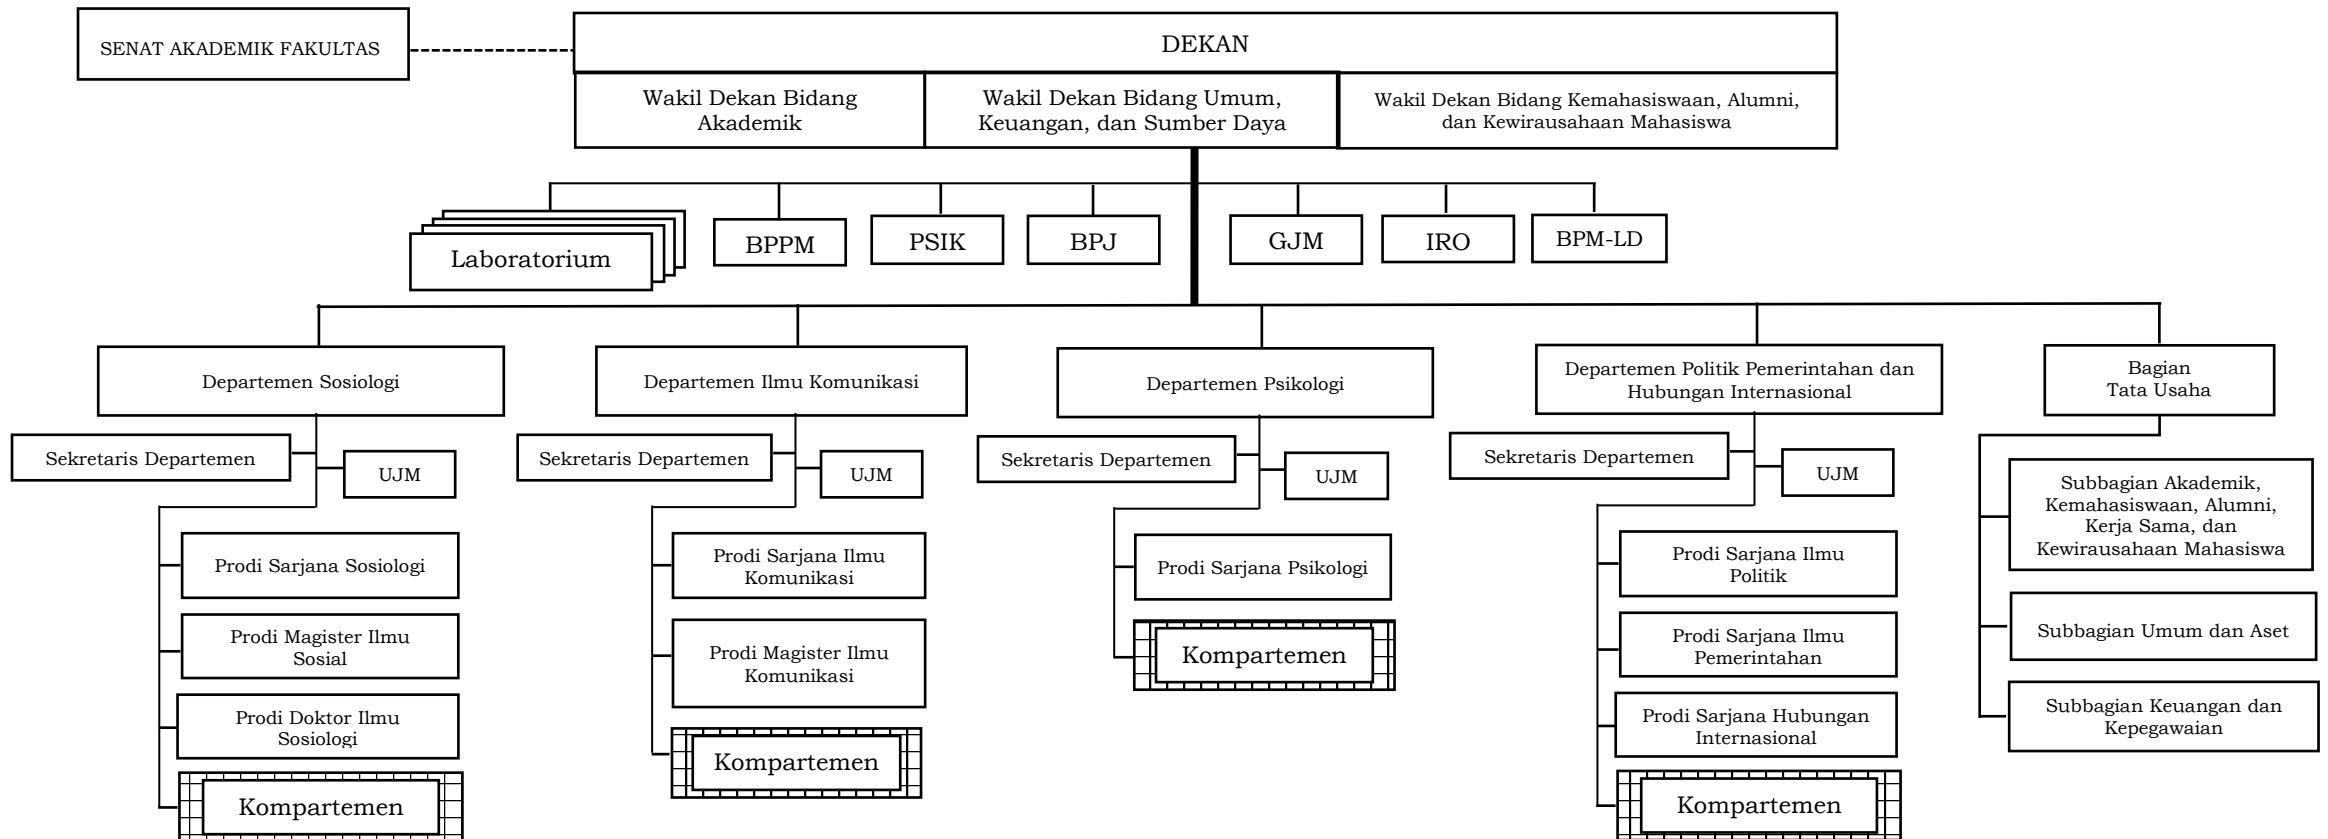 SENAT AKADEMIK FAKULTAS
DEKAN
Wakil Dekan Bidang
Akademik
Wakil Dekan Bidang Umum,
Keuangan, dan Sumber Daya
Wakil Dekan Bidang Kemahasiswaan, Alumni,
dan Kewirausahaan Mahasiswa
Laboratorium
BPPM
PSIK
BPJ
GJM
IRO
BPM-LD
Departemen Sosiologi
Sekretaris Departemen
UJM
Prodi Sarjana Sosiologi
Prodi Magister Ilmu
Sosial
Prodi Doktor Ilmu
Sosiologi
Kompartemen
Departemen Ilmu Komunikasi
Sekretaris Departemen
UJM
Prodi Sarjana Ilmu
Komunikasi
Prodi Magister Ilmu
Komunikasi
Kompartemen
Departemen Psikologi
Sekretaris Departemen
UJM
Prodi Sarjana Psikologi
Kompartemen
Departemen Politik Pemerintahan dan
Hubungan Internasional
Sekretaris Departemen
UJM
Prodi Sarjana Ilmu
Politik
Prodi Sarjana Ilmu
Pemerintahan
Prodi Sarjana Hubungan
Internasional
Kompartemen
Bagian
Tata Usaha
Subbagian Akademik,
Kemahasiswaan, Alumni,
Kerja Sama, dan
Kewirausahaan Mahasiswa
Subbagian Umum dan Aset
Subbagian Keuangan dan
Kepegawaian